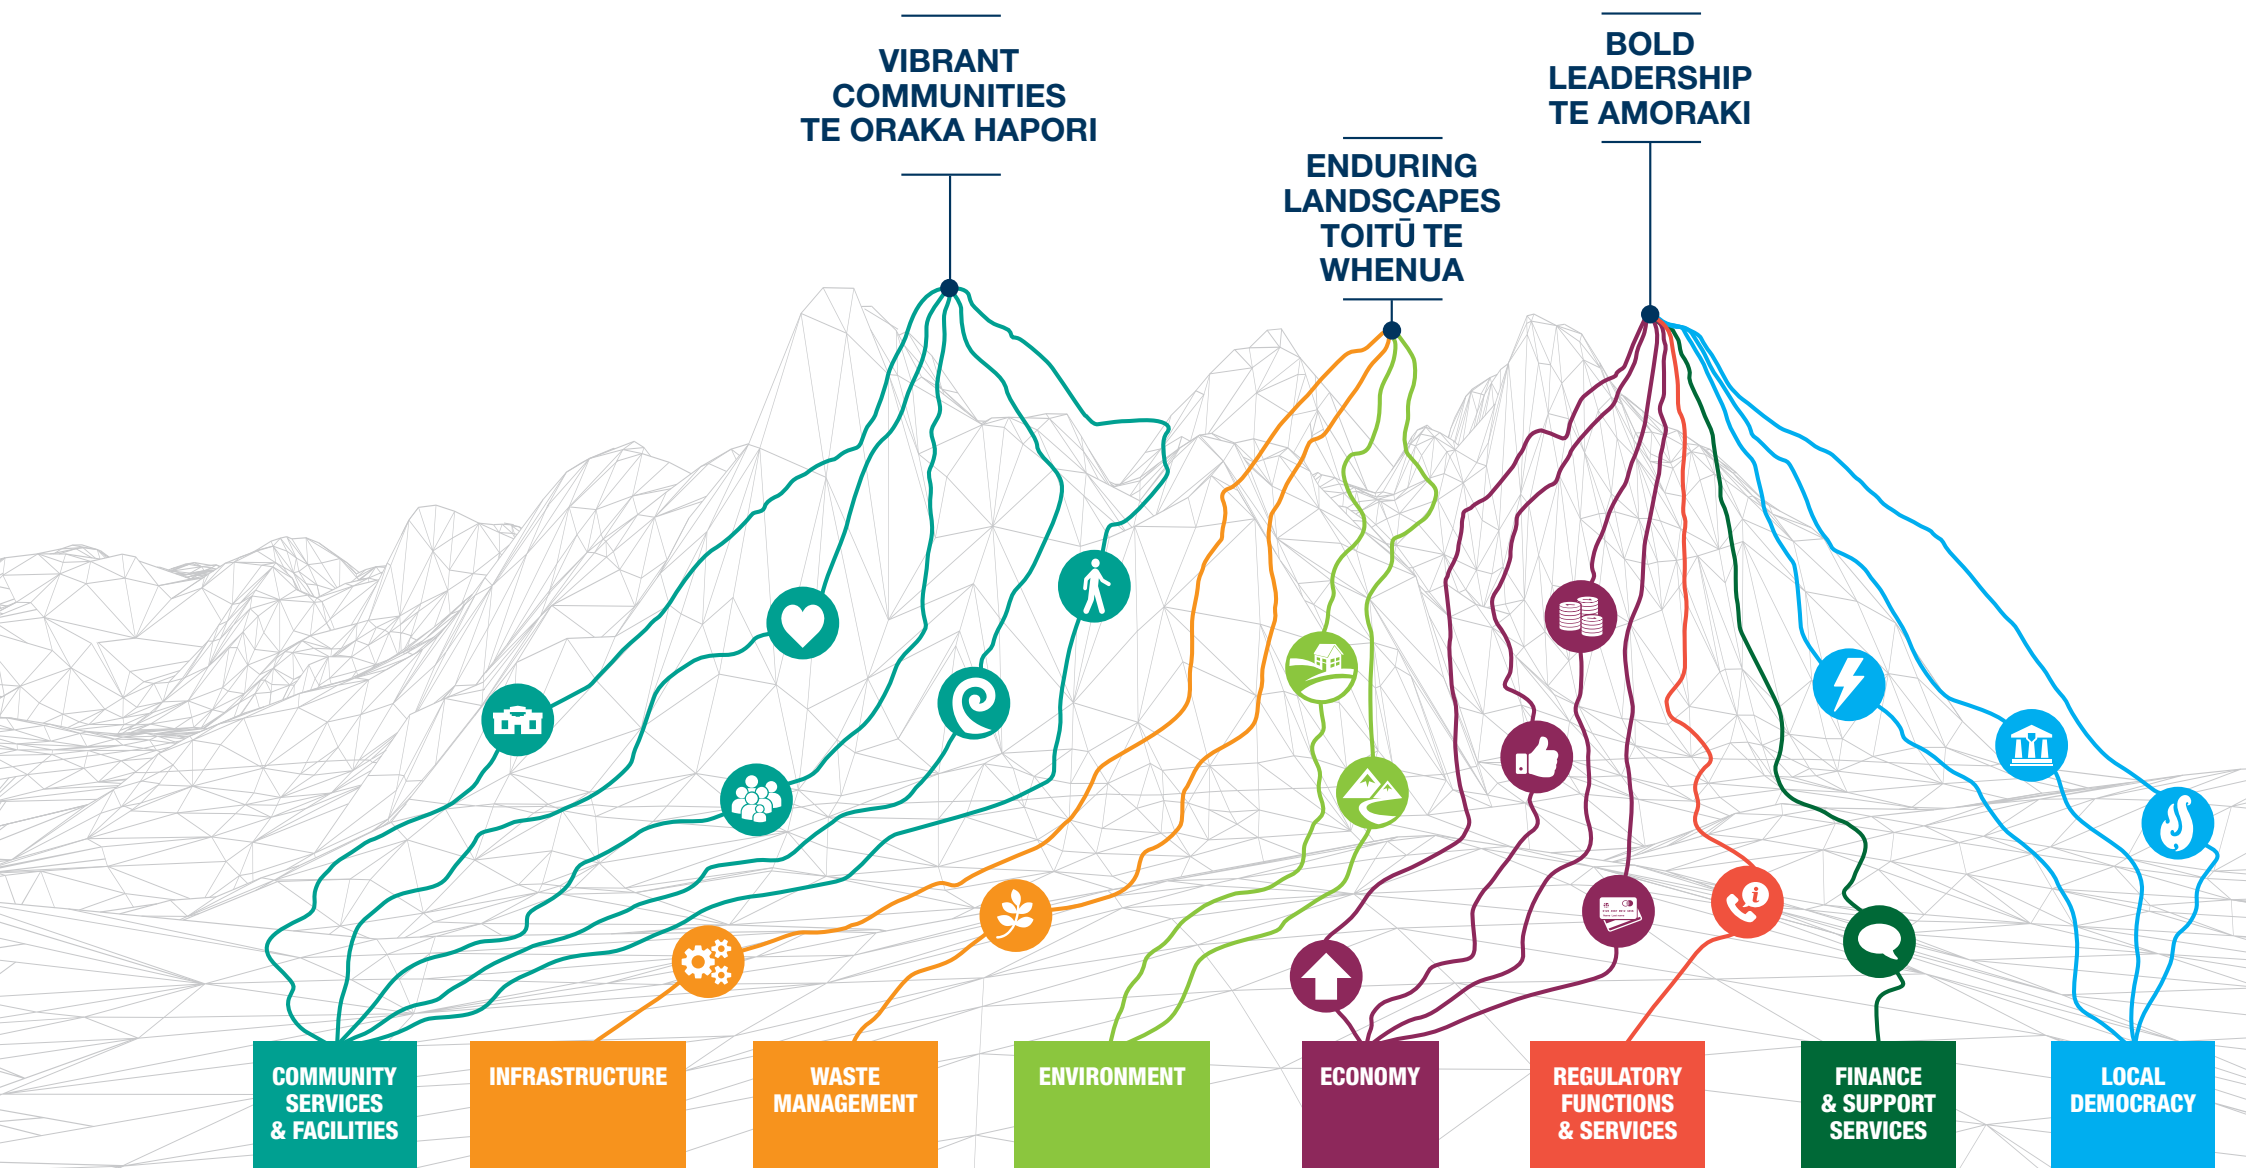 VIBRANT
COMMUNITIES
TE ORAKA HAPORI
ENDURING
LANDSCAPES
TOITŪ TE
WHENUA
BOLD
LEADERSHIP
TE AMORAKI
COMMUNITY
SERVICES
& FACILITIES
INFRASTRUCTURE
WASTE
MANAGEMENT
ENVIRONMENT
ECONOMY
REGULATORY
FUNCTIONS
& SERVICES
FINANCE
& SUPPORT
SERVICES
LOCAL
DEMOCRACY